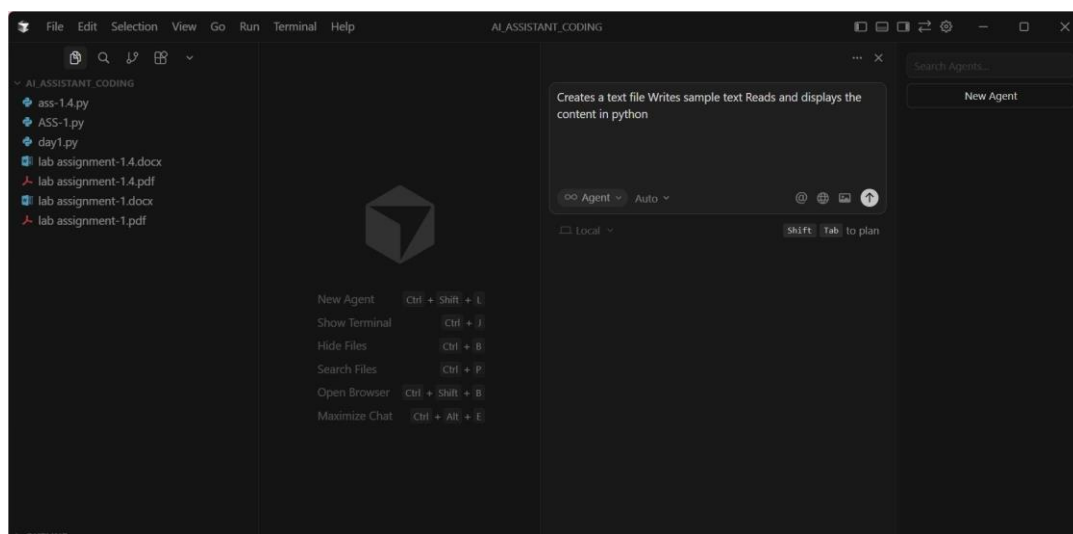 File Edit Selection View Go Run Terminal Help AI_ASSISTANT_CODING
AI_ASSISTANT_CODING
ass-1.4.py
ASS-1.py
day1.py
lab assignment-1.4.docx
lab assignment-1.4.pdf
lab assignment-1.docx
lab assignment-1.pdf
New Agent Ctrl + Shift + L
Show Terminal Ctrl + J
Hide Files Ctrl + B
Search Files Ctrl + P
Open Browser Ctrl + Shift + B
Maximize Chat Ctrl + Alt + E
Creates a text file Writes sample text Reads and displays the
content in python
Agent Auto
Local Shift Tab to plan
Search Agents...
New Agent